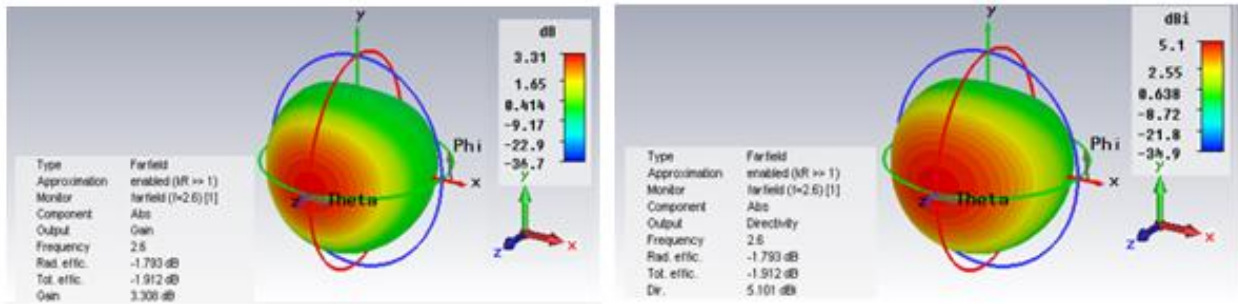 y
dB
3.31
1.65
0.414
-9.17
-22.9
-36.7
Phi
x
z
Theta
y
x
z
Type Farfield
Approximation enabled (kR >> 1)
Monitor farfield (f=2.6) [1]
Component Abs
Output Gain
Frequency 2.6
Rad. effic. -1.793 dB
Tot. effic. -1.912 dB
Gain 3.308 dB
y
dBi
5.1
2.55
0.638
-8.72
-21.8
-34.9
Phi
x
z
Theta
y
x
z
Type Farfield
Approximation enabled (kR >> 1)
Monitor farfield (f=2.6) [1]
Component Abs
Output Directivity
Frequency 2.6
Rad. effic. -1.793 dB
Tot. effic. -1.912 dB
Dir. 5.101 dBi